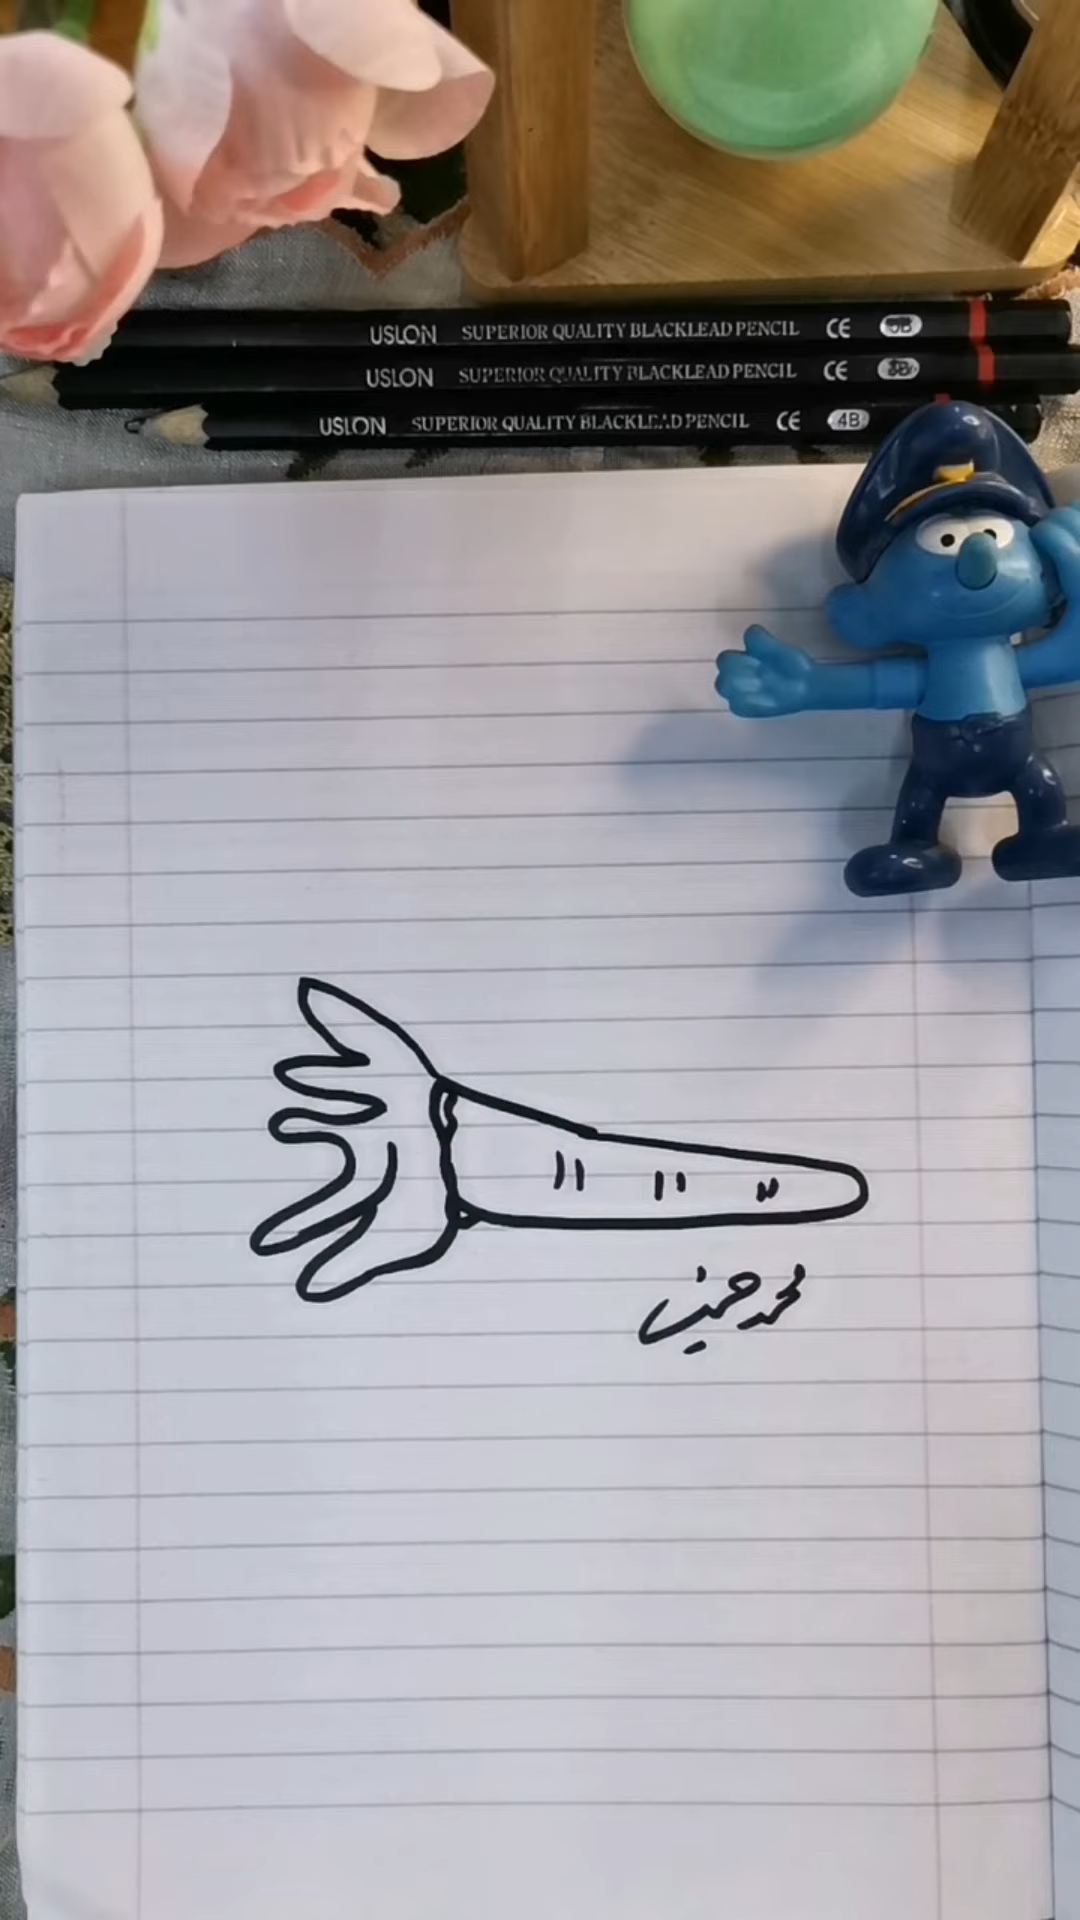 USLON SUPERIOR QUALITY BLACKLEAD PENCIL CE
USLON SUPERIOR QUALITY BLACKLEAD PENCIL CE
USLON SUPERIOR QUALITY BLACKLEAD PENCIL CE 4B
محمد